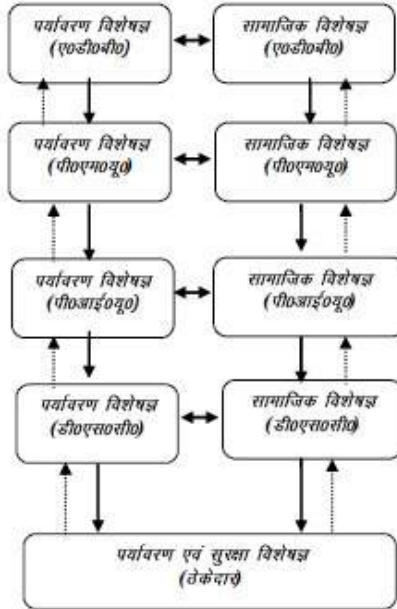 पर्यावरण विशेषज्ञ
(ए0डी0बी0)
सामाजिक विशेषज्ञ
(ए0डी0बी0)
पर्यावरण विशेषज्ञ
(पी0एम0यू0)
सामाजिक विशेषज्ञ
(पी0एम0यू0)
पर्यावरण विशेषज्ञ
(पी0आई0यू0)
सामाजिक विशेषज्ञ
(पी0आई0यू0)
पर्यावरण विशेषज्ञ
(डी0एस0सी0)
सामाजिक विशेषज्ञ
(डी0एस0सी0)
पर्यावरण एवं सुरक्षा विशेषज्ञ
(ठेकेदार)